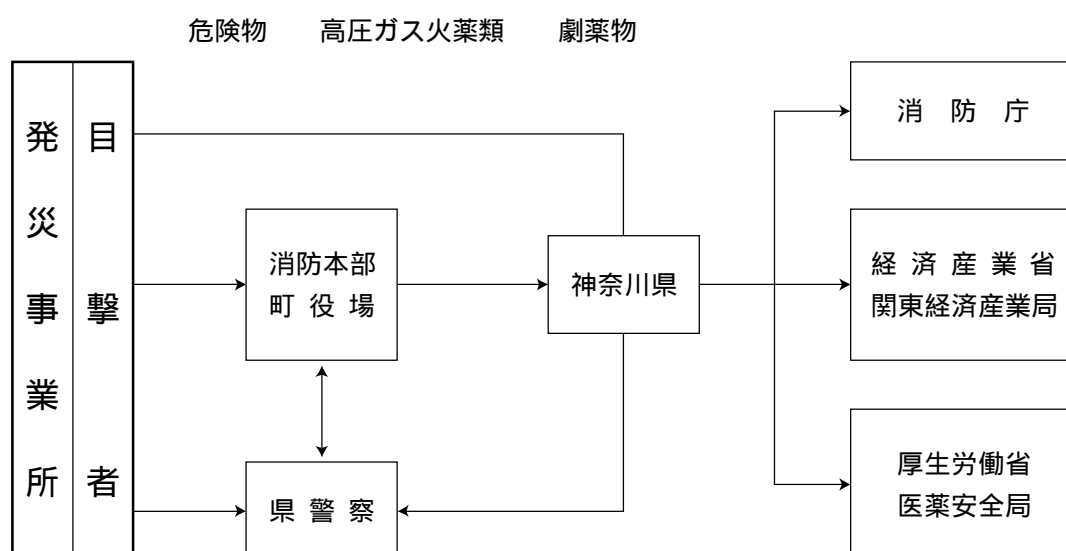 危険物 高圧ガス火薬類 劇薬物
発災事業所
目撃者
消防本部
町役場
県警察
神奈川県
消防庁
経済産業省
関東経済産業局
厚生労働省
医薬安全局